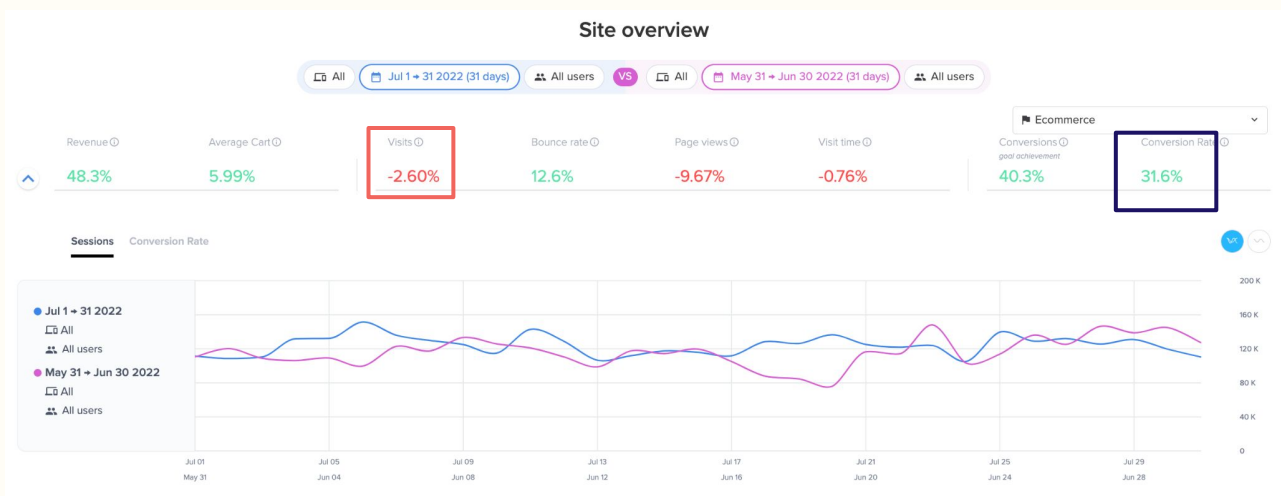 Site overview
All Jul 1 → 31 2022 (31 days) All users VS All May 31 → Jun 30 2022 (31 days) All users
Ecommerce
Revenue Average Cart Visits Bounce rate Page views Visit time Conversions Conversion Rate
goal achievement
48.3% 5.99% -2.60% 12.6% -9.67% -0.76% 40.3% 31.6%
Sessions Conversion Rate
200 K
Jul 1 → 31 2022
160 K
All
All users
120 K
May 31 → Jun 30 2022
All
80 K
All users
40 K
0
Jul 01 Jul 05 Jul 09 Jul 13 Jul 17 Jul 21 Jul 25 Jul 29
May 31 Jun 04 Jun 08 Jun 12 Jun 16 Jun 20 Jun 24 Jun 28